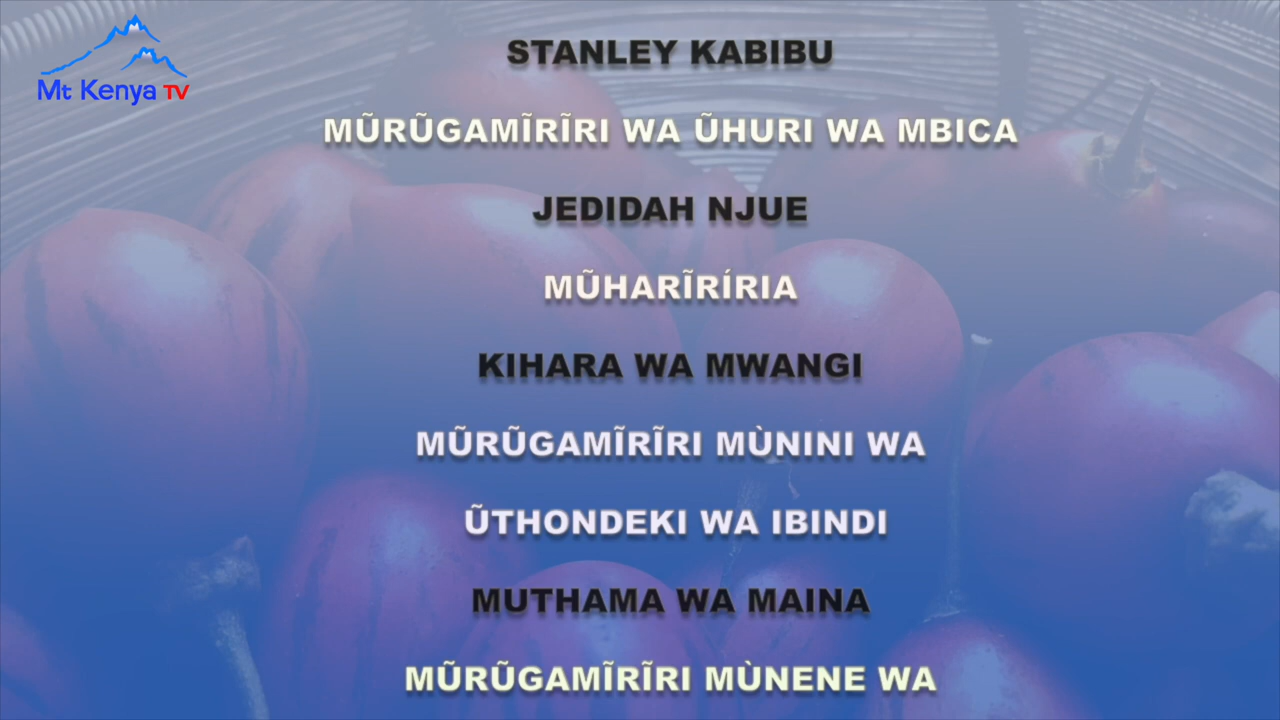 Mt Kenya TV
STANLEY KABIBU
MŨRŨGAMĨRĨRI WA ŨHURI WA MBICA
JEDIDAH NJUE
MŨHARĨRÍRIA
KIHARA WA MWANGI
MŨRŨGAMĨRĨRI MÙNINI WA
ŨTHONDEKI WA IBINDI
MUTHAMA WA MAINA
MŨRŨGAMĨRĨRI MÙNENE WA